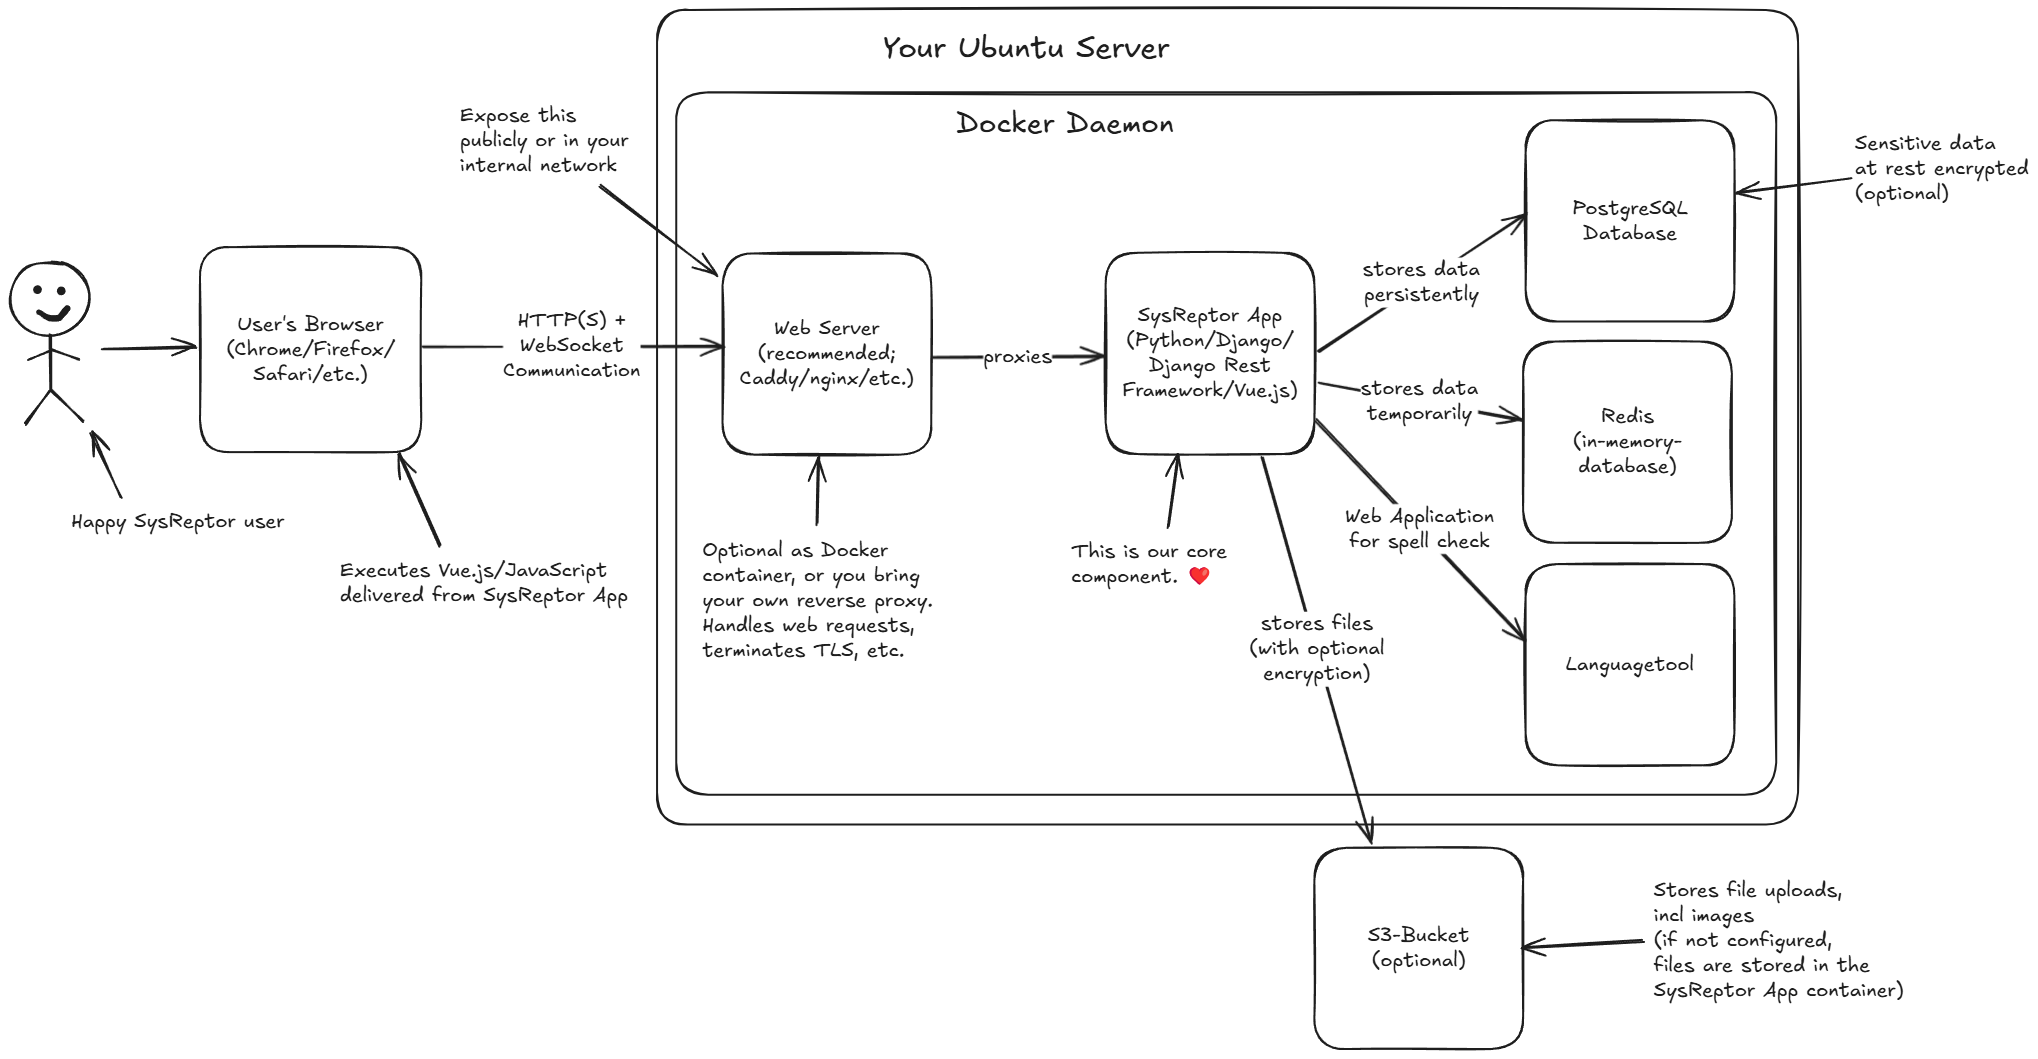 Your Ubuntu Server
Docker Daemon
Expose this
publicly or in your
internal network
Sensitive data
at rest encrypted
(optional)
PostgreSQL
Database
User's Browser
(Chrome/Firefox/
Safari/etc.)
HTTP(S) +
WebSocket
Communication
Web Server
(recommended;
Caddy/nginx/etc.)
proxies
SysReptor App
(Python/Django/
Django Rest
Framework/Vue.js)
stores data
persistently
stores data
temporarily
Redis
(in-memory-
database)
Happy SysReptor user
Executes Vue.js/JavaScript
delivered from SysReptor App
Optional as Docker
container, or you bring
your own reverse proxy.
Handles web requests,
terminates TLS, etc.
This is our core
component. ❤️
Web Application
for spell check
stores files
(with optional
encryption)
Languagetool
S3-Bucket
(optional)
Stores file uploads,
incl images
(if not configured,
files are stored in the
SysReptor App container)